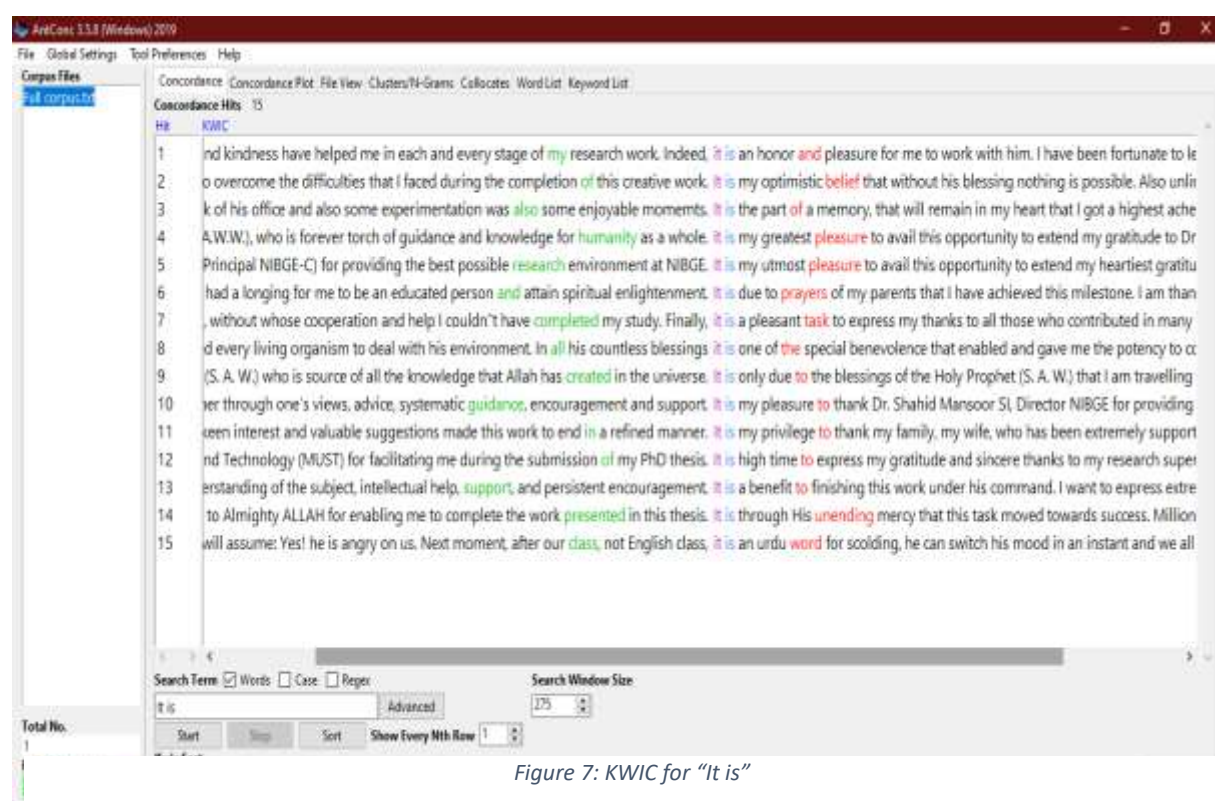 AntConc 3.5.8 (Windows) 2019
File Global Settings Tool Preferences Help
Corpus Files
Full corpus.txt
Concordance Concordance Plot File View Clusters/N-Grams Collocates Word List Keyword List
Concordance Hits 15
Hit KWIC
1 nd kindness have helped me in each and every stage of my research work. Indeed, it is an honor and pleasure for me to work with him. I have been fortunate to le
2 o overcome the difficulties that I faced during the completion of this creative work. It is my optimistic belief that without his blessing nothing is possible. Also unlin
3 k of his office and also some experimentation was also some enjoyable momemts. It is the part of a memory, that will remain in my heart that I got a highest ache
4 A.W.W.), who is forever torch of guidance and knowledge for humanity as a whole. It is my greatest pleasure to avail this opportunity to extend my gratitude to Dr
5 Principal NIBGE-C) for providing the best possible research environment at NIBGE. It is my utmost pleasure to avail this opportunity to extend my heartiest gratitu
6 had a longing for me to be an educated person and attain spiritual enlightenment. It is due to prayers of my parents that I have achieved this milestone. I am than
7 , without whose cooperation and help I couldn't have completed my study. Finally, it is a pleasant task to express my thanks to all those who contributed in many
8 d every living organism to deal with his environment. In all his countless blessings it is one of the special benevolence that enabled and gave me the potency to cc
9 (S. A. W.) who is source of all the knowledge that Allah has created in the universe. It is only due to the blessings of the Holy Prophet (S. A. W.) that I am travelling
10 her through one's views, advice, systematic guidance, encouragement and support. It is my pleasure to thank Dr. Shahid Mansoor SI, Director NIBGE for providing
11 keen interest and valuable suggestions made this work to end in a refined manner. It is my privilege to thank my family, my wife, who has been extremely support
12 nd Technology (MUST) for facilitating me during the submission of my PhD thesis. It is high time to express my gratitude and sincere thanks to my research super
13 erstanding of the subject, intellectual help, support, and persistent encouragement. It is a benefit to finishing this work under his command. I want to express extre
14 to Almighty ALLAH for enabling me to complete the work presented in this thesis. It is through His unending mercy that this task moved towards success. Million
15 will assume: Yes! he is angry on us. Next moment, after our class, not English class, it is an urdu word for scolding, he can switch his mood in an instant and we all
Search Term Words Case Regex Search Window Size
It is Advanced 275
Total No.
1
Start Stop Sort Show Every Nth Row 1
Figure 7: KWIC for "It is"